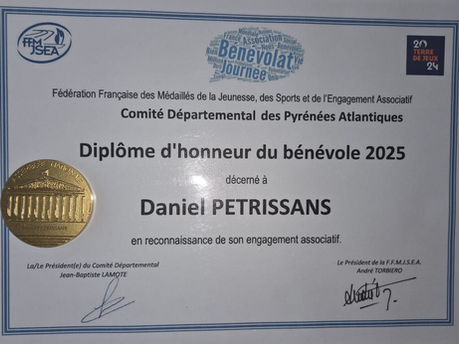 FFMJSEA
France Association
Bénévolat
Journée
20 TERRE DE JEUX 24
Fédération Française des Médaillés de la Jeunesse, des Sports et de l'Engagement Associatif
Comité Départemental des Pyrénées Atlantiques
Diplôme d'honneur du bénévole 2025
décerné à
Daniel PETRISSANS
en reconnaissance de son engagement associatif.
La/Le Président(e) du Comité Départemental
Jean-Baptiste LAMOTE
Le Président de la F.F.M.J.S.E.A.
André TORBIERO